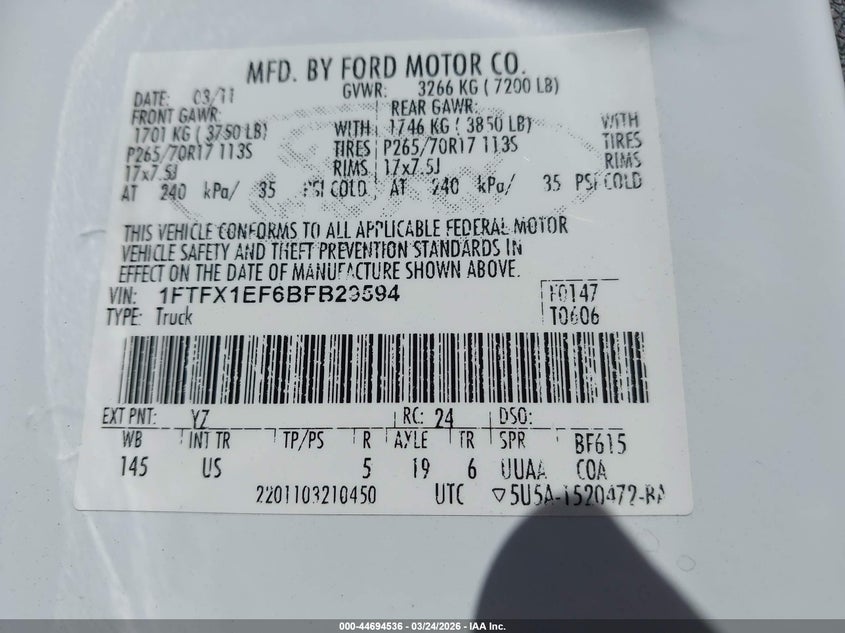 MFD. BY FORD MOTOR CO.
DATE: 03/11 GVWR: 3266 KG ( 7200 LB)
FRONT GAWR: REAR GAWR:
1701 KG ( 3750 LB) WITH 1746 KG ( 3850 LB) WITH
P265/70R17 113S TIRES P265/70R17 113S TIRES
17x7.5J RIMS 17x7.5J RIMS
AT 240 kPa/ 35 PSI COLD AT 240 kPa/ 35 PSI COLD
THIS VEHICLE CONFORMS TO ALL APPLICABLE FEDERAL MOTOR
VEHICLE SAFETY AND THEFT PREVENTION STANDARDS IN
EFFECT ON THE DATE OF MANUFACTURE SHOWN ABOVE.
VIN: 1FTFX1EF6BFB29594 F0147
TYPE: Truck T0606
EXT PNT: YZ RC: 24 DSO:
WB INT TR TP/PS R AXLE TR SPR BF615
145 US 5 19 6 UUAA COA
2201103210450 UTC ▽5U5A-1520472-BA
000-44694536 - 03/24/2026 - IAA Inc.